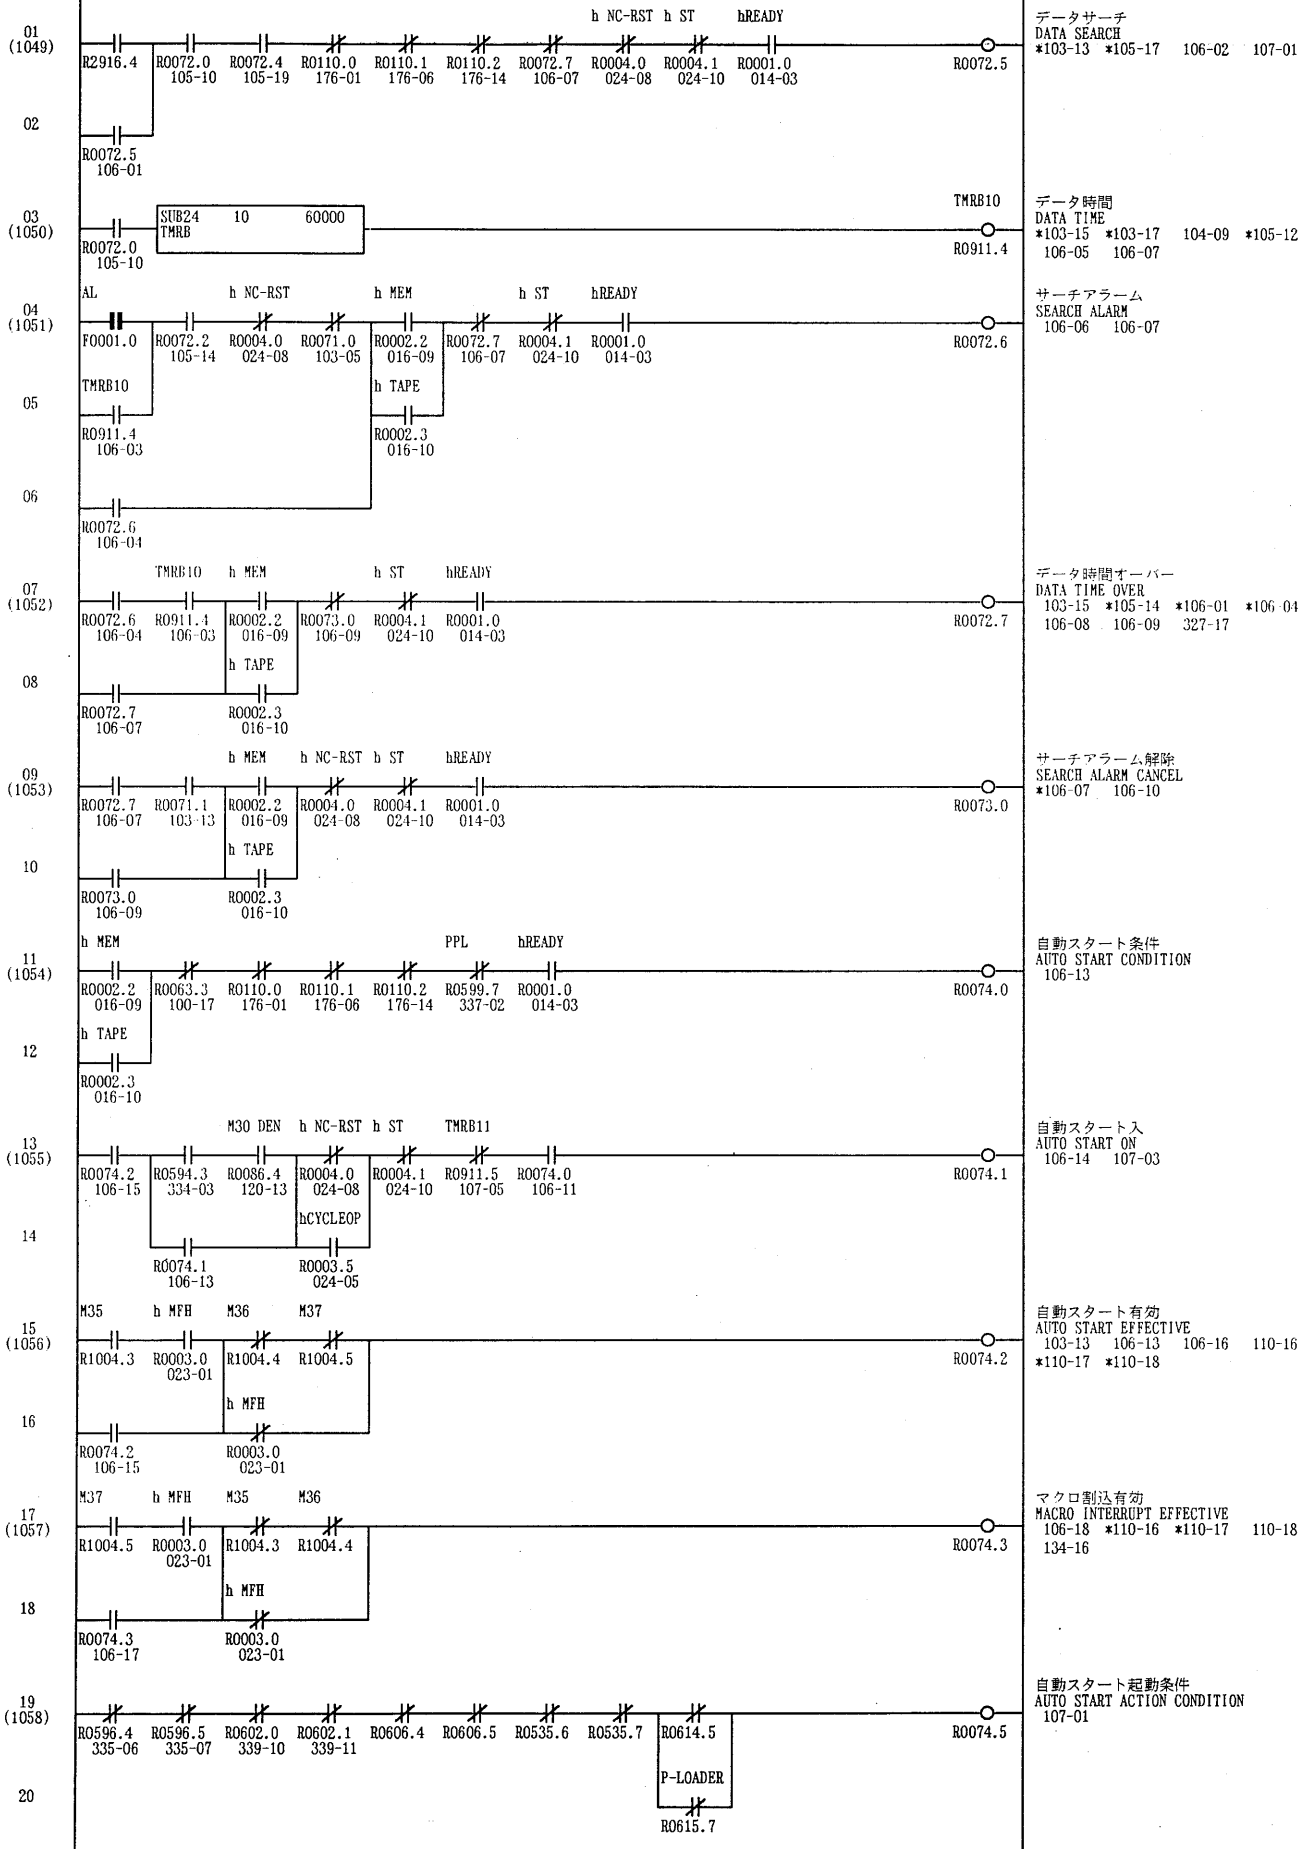 h NC-RST h ST hREADY
01
(1049)
R2916.4 R0072.0 R0072.4 R0110.0 R0110.1 R0110.2 R0072.7 R0004.0 R0004.1 R0001.0 R0072.5
105-10 105-19 176-01 176-06 176-14 106-07 024-08 024-10 014-03
データサーチ
DATA SEARCH
*103-13 *105-17 106-02 107-01
02
R0072.5
106-01
03
(1050)
SUB24 10 60000
TMRB
TMRB10
R0072.0 R0911.4
105-10
データ時間
DATA TIME
*103-15 *103-17 104-09 *105-12
106-05 106-07
AL h NC-RST h MEM h ST hREADY
04
(1051)
F0001.0 R0072.2 R0004.0 R0071.0 R0002.2 R0072.7 R0004.1 R0001.0 R0072.6
105-14 024-08 103-05 016-09 106-07 024-10 014-03
サーチアラーム
SEARCH ALARM
106-06 106-07
TMRB10 h TAPE
05
R0911.4 R0002.3
106-03 016-10
06
R0072.6
106-04
TMRB10 h MEM h ST hREADY
07
(1052)
R0072.6 R0911.4 R0002.2 R0073.0 R0004.1 R0001.0 R0072.7
106-04 106-03 016-09 106-09 024-10 014-03
データ時間オーバー
DATA TIME OVER
103-15 *105-14 *106-01 *106-04
106-08 106-09 327-17
h TAPE
08
R0072.7 R0002.3
106-07 016-10
h MEM h NC-RST h ST hREADY
09
(1053)
R0072.7 R0071.1 R0002.2 R0004.0 R0004.1 R0001.0 R0073.0
106-07 103-13 016-09 024-08 024-10 014-03
サーチアラーム解除
SEARCH ALARM CANCEL
*106-07 106-10
h TAPE
10
R0073.0 R0002.3
106-09 016-10
h MEM PPL hREADY
11
(1054)
R0002.2 R0063.3 R0110.0 R0110.1 R0110.2 R0599.7 R0001.0 R0074.0
016-09 100-17 176-01 176-06 176-14 337-02 014-03
自動スタート条件
AUTO START CONDITION
106-13
h TAPE
12
R0002.3
016-10
M30 DEN h NC-RST h ST TMRB11
13
(1055)
R0074.2 R0594.3 R0086.4 R0004.0 R0004.1 R0911.5 R0074.0 R0074.1
106-15 334-03 120-13 024-08 024-10 107-05 106-11
自動スタート入
AUTO START ON
106-14 107-03
hCYCLEOP
14
R0074.1 R0003.5
106-13 024-05
M35 h MFH M36 M37
15
(1056)
R1004.3 R0003.0 R1004.4 R1004.5 R0074.2
023-01
自動スタート有効
AUTO START EFFECTIVE
103-13 106-13 106-16 110-16
*110-17 *110-18
h MFH
16
R0074.2 R0003.0
106-15 023-01
M37 h MFH M35 M36
17
(1057)
R1004.5 R0003.0 R1004.3 R1004.4 R0074.3
023-01
マクロ割込有効
MACRO INTERRUPT EFFECTIVE
106-18 *110-16 *110-17 110-18
134-16
h MFH
18
R0074.3 R0003.0
106-17 023-01
19
(1058)
R0596.4 R0596.5 R0602.0 R0602.1 R0606.4 R0606.5 R0535.6 R0535.7 R0614.5 R0074.5
335-06 335-07 339-10 339-11
自動スタート起動条件
AUTO START ACTION CONDITION
107-01
P-LOADER
20
R0615.7